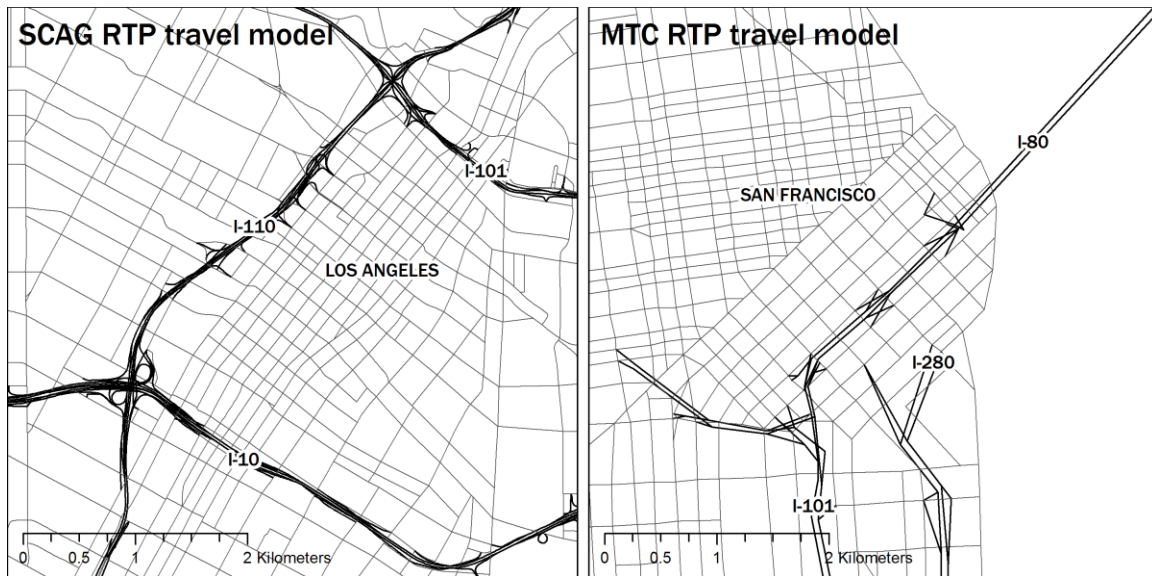 SCAG RTP travel model
I-101
I-110
LOS ANGELES
I-10
0 0.5 1 2 Kilometers
MTC RTP travel model
I-80
SAN FRANCISCO
I-280
I-101
0 0.5 1 2 Kilometers